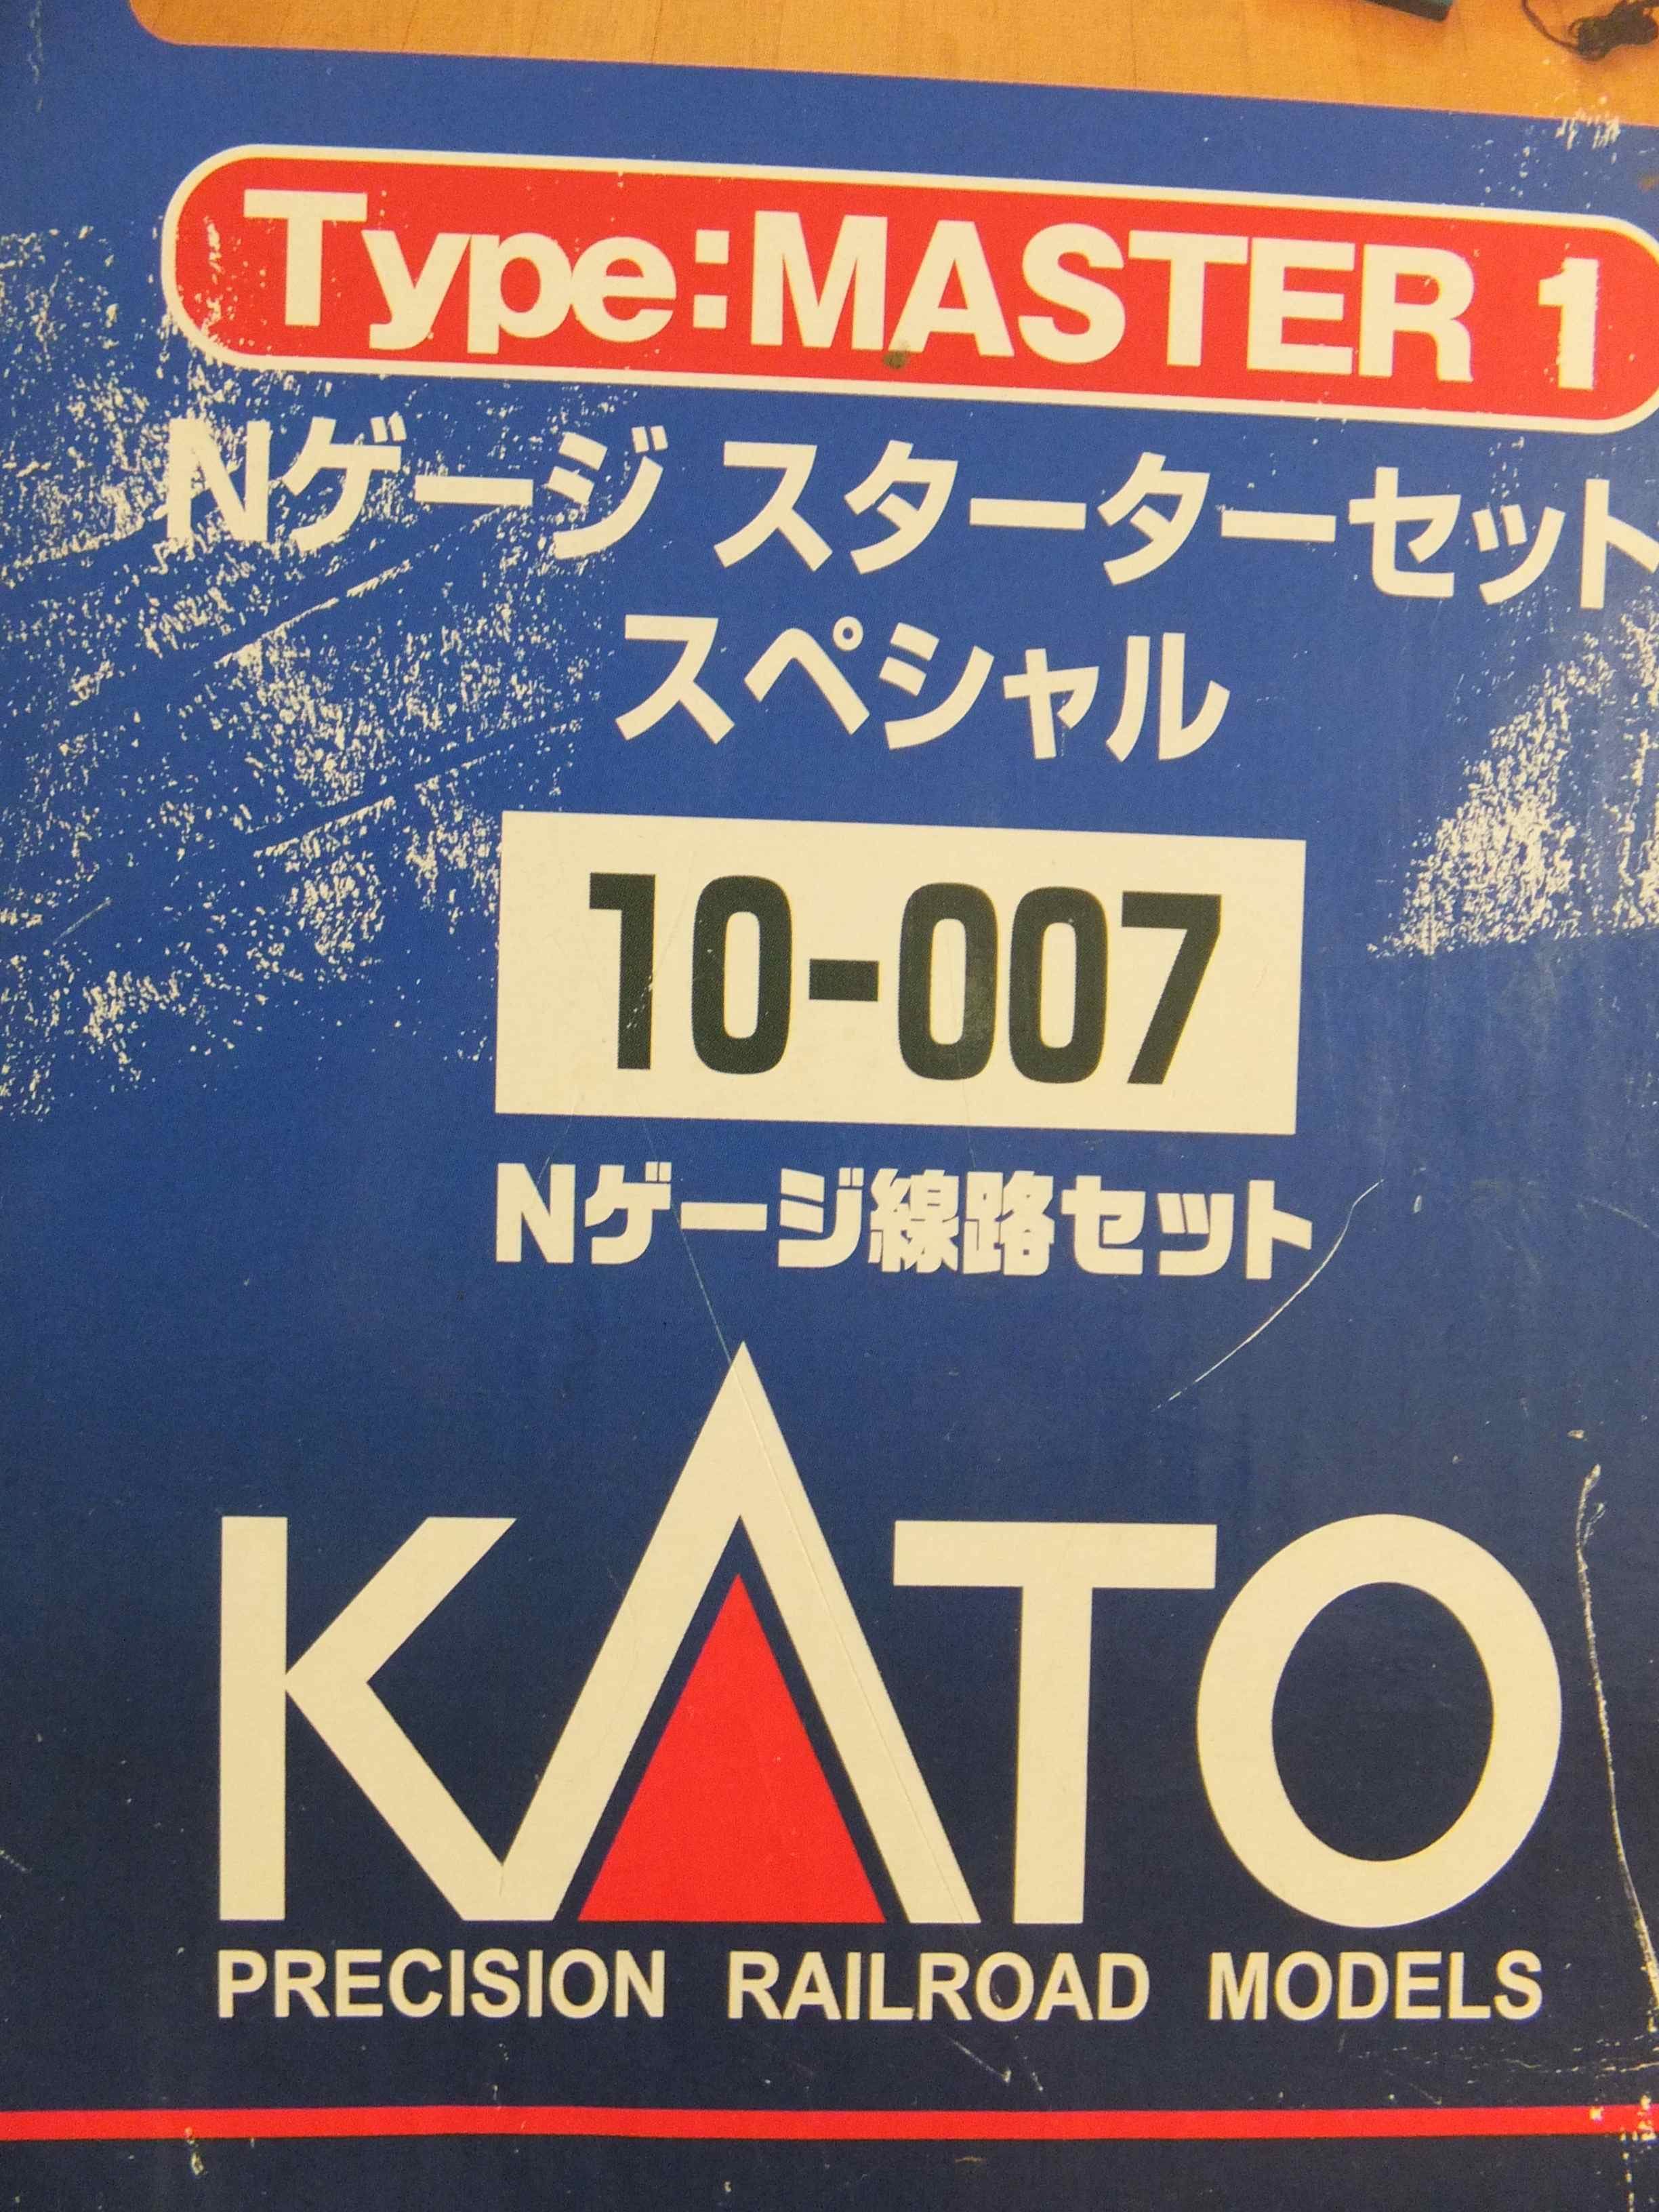 Type:MASTER 1
Nゲージ スターターセット
スペシャル
10-007
Nゲージ線路セット
KATO
PRECISION RAILROAD MODELS